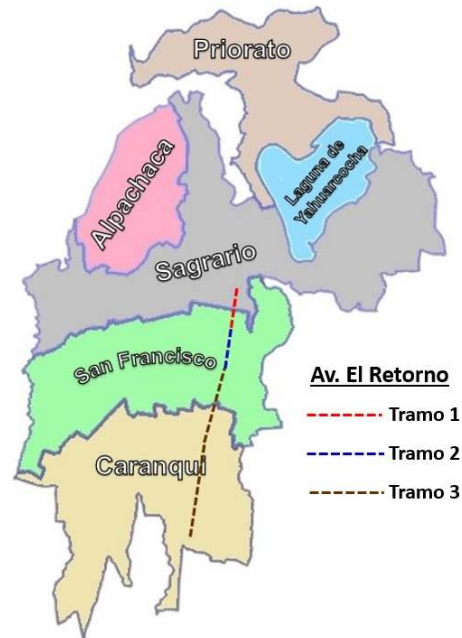 Priorato
Alpachaca
Laguna de
Yahuarcocha
Sagrario
San Francisco
Caranqui
Av. El Retorno
Tramo 1
Tramo 2
Tramo 3